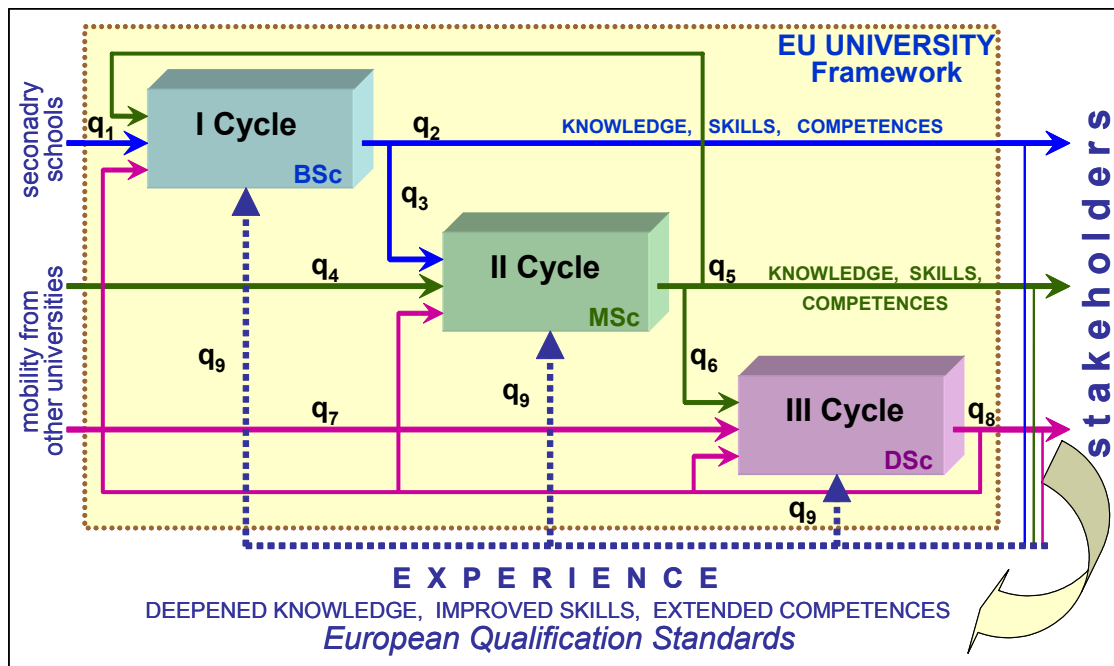 EU UNIVERSITY
Framework
seconadry
schools
q1
I Cycle
BSc
q2
KNOWLEDGE, SKILLS, COMPETENCES
q3
mobility from
other universities
q4
II Cycle
MSc
q5
KNOWLEDGE, SKILLS,
COMPETENCES
q9
q9
q6
q7
III Cycle
DSc
q8
q9
stakeholders
EXPERIENCE
DEEPENED KNOWLEDGE, IMPROVED SKILLS, EXTENDED COMPETENCES
European Qualification Standards